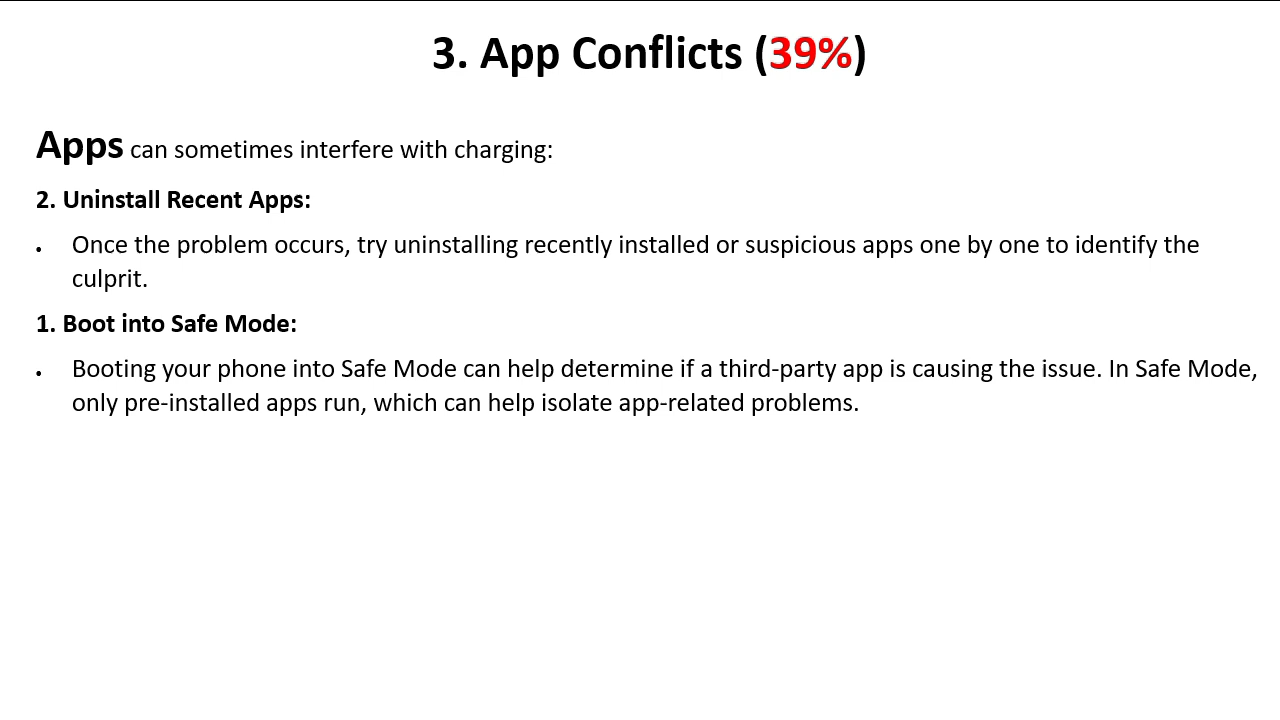 3. App Conflicts (39%)
Apps can sometimes interfere with charging:
2. Uninstall Recent Apps:
• Once the problem occurs, try uninstalling recently installed or suspicious apps one by one to identify the
culprit.
1. Boot into Safe Mode:
• Booting your phone into Safe Mode can help determine if a third-party app is causing the issue. In Safe Mode,
only pre-installed apps run, which can help isolate app-related problems.